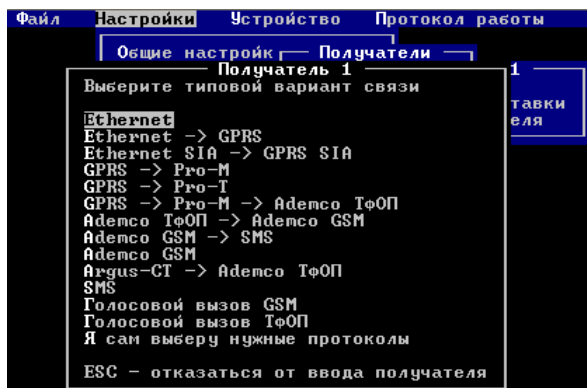 Файл Настройки Устройство Протокол работы
Общие настройк Получатели
Получатель 1 1
Выберите типовой вариант связи
тавки
Ethernet еля
Ethernet -> GPRS
Ethernet SIA -> GPRS SIA
GPRS -> Pro-M
GPRS -> Pro-T
GPRS -> Pro-M -> Ademco ТфОП
Ademco ТфОП -> Ademco GSM
Ademco GSM -> SMS
Ademco GSM
Argus-CT -> Ademco ТфОП
SMS
Голосовой вызов GSM
Голосовой вызов ТфОП
Я сам выберу нужные протоколы
ESC - отказаться от ввода получателя